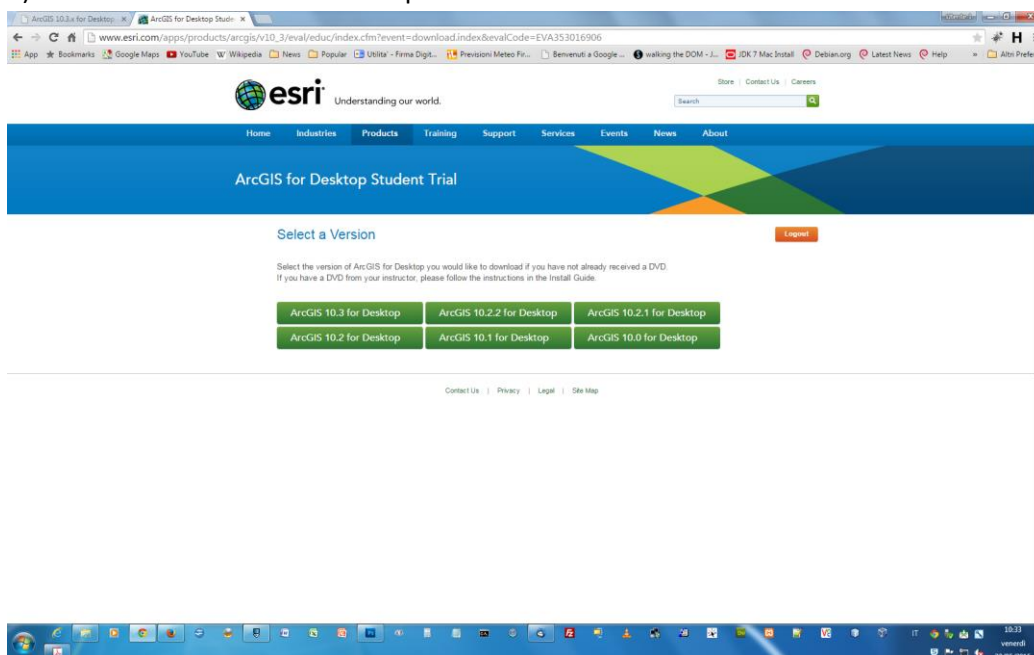 ArcGIS 10.3.x for Desktop
ArcGIS for Desktop Stude
www.esri.com/apps/products/arcgis/v10_3/eval/educ/index.cfm?event=download.index&evalCode=EVA353016906
App Bookmarks Google Maps YouTube Wikipedia News Popular Utilita' - Firma Digit... Previsioni Meteo Fir... Benvenuti a Google ... walking the DOM - J... JDK 7 Mac Install Debian.org Latest News Help » Altri Prefe
Store | Contact Us | Careers
esri Understanding our world.
Search
Home Industries Products Training Support Services Events News About
ArcGIS for Desktop Student Trial
Select a Version
Logout
Select the version of ArcGIS for Desktop you would like to download if you have not already received a DVD.
If you have a DVD from your instructor, please follow the instructions in the Install Guide.
ArcGIS 10.3 for Desktop ArcGIS 10.2.2 for Desktop ArcGIS 10.2.1 for Desktop
ArcGIS 10.2 for Desktop ArcGIS 10.1 for Desktop ArcGIS 10.0 for Desktop
Contact Us | Privacy | Legal | Site Map
IT
10:33
venerdì